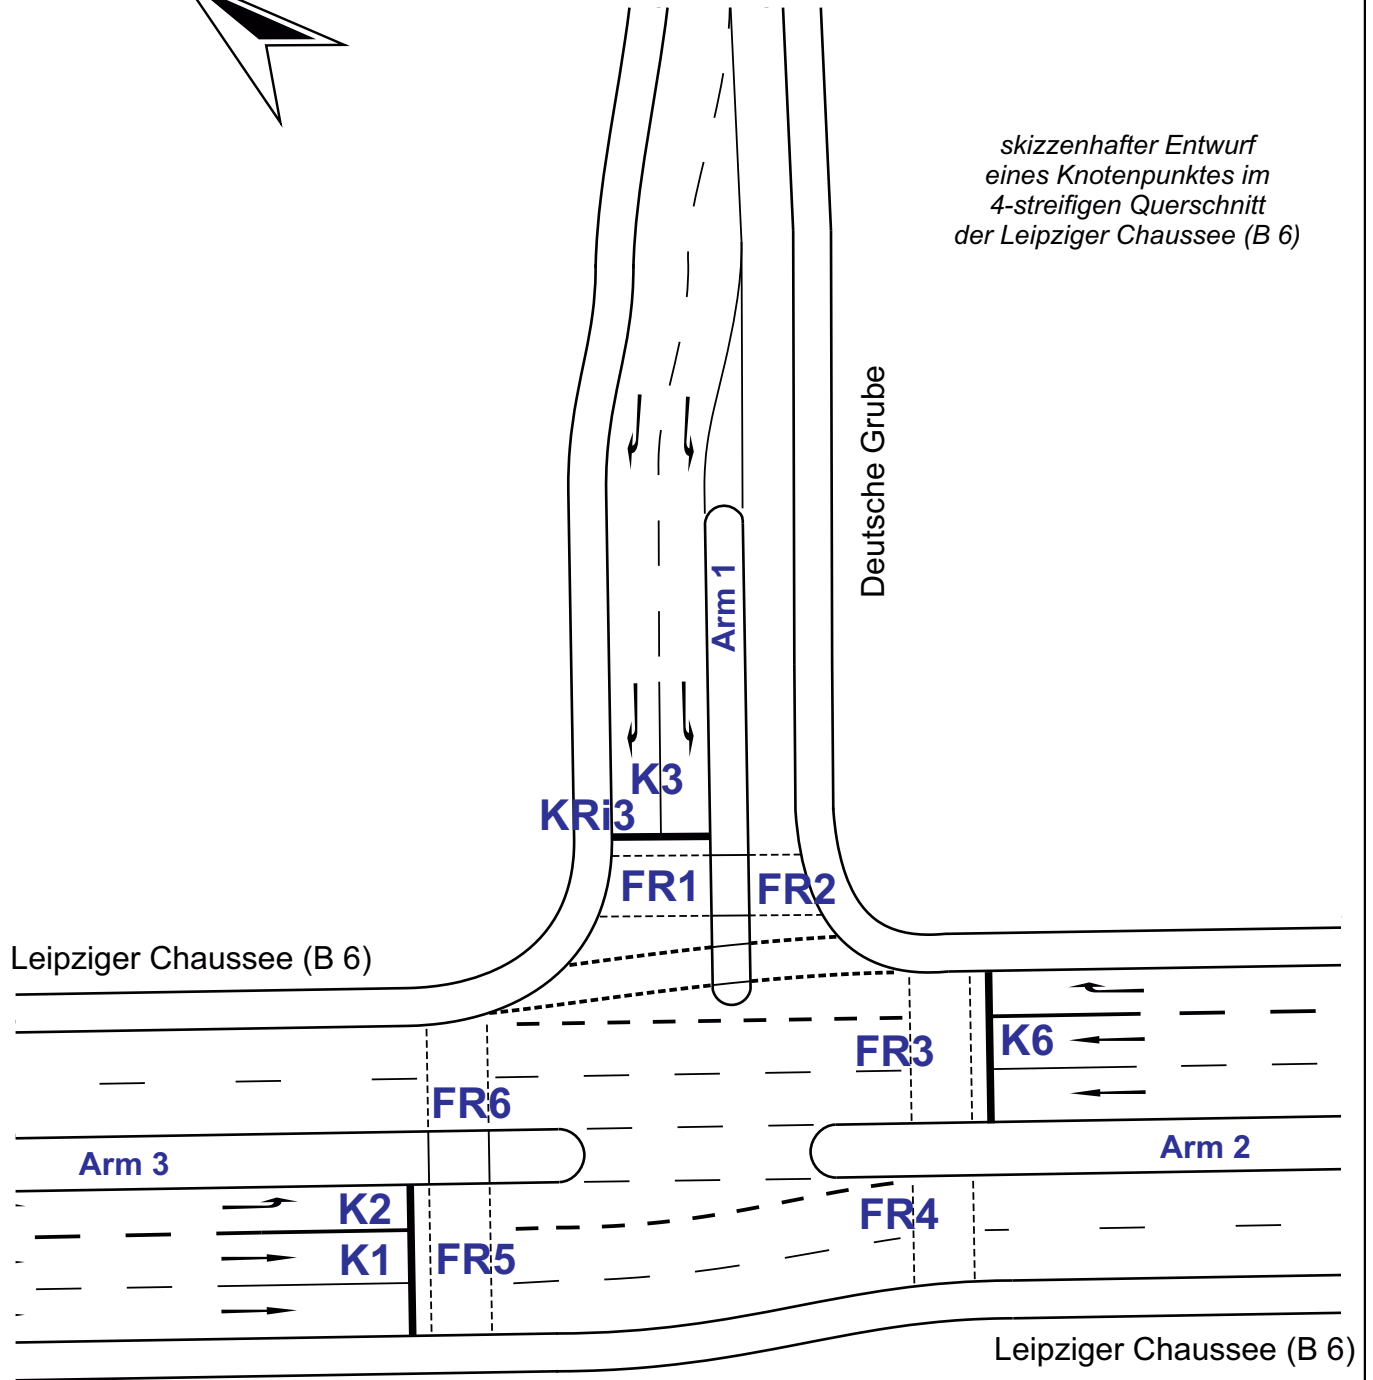 skizzenhafter Entwurf
eines Knotenpunktes im
4-streifigen Querschnitt
der Leipziger Chaussee (B 6)
Deutsche Grube
Arm 1
K3
KRi3
FR1
FR2
Leipziger Chaussee (B 6)
FR3
K6
FR6
Arm 3
Arm 2
K2
FR4
K1
FR5
Leipziger Chaussee (B 6)